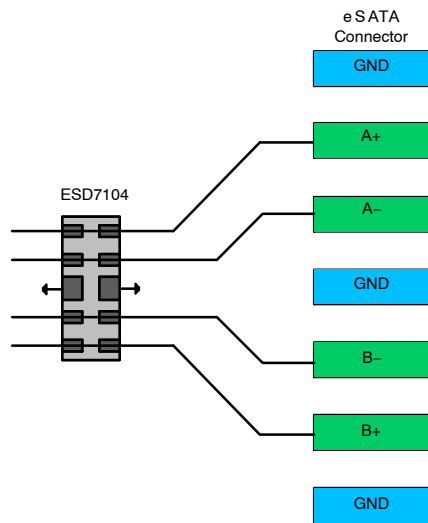 eSATA
Connector
GND
A+
ESD7104
A−
GND
B−
B+
GND